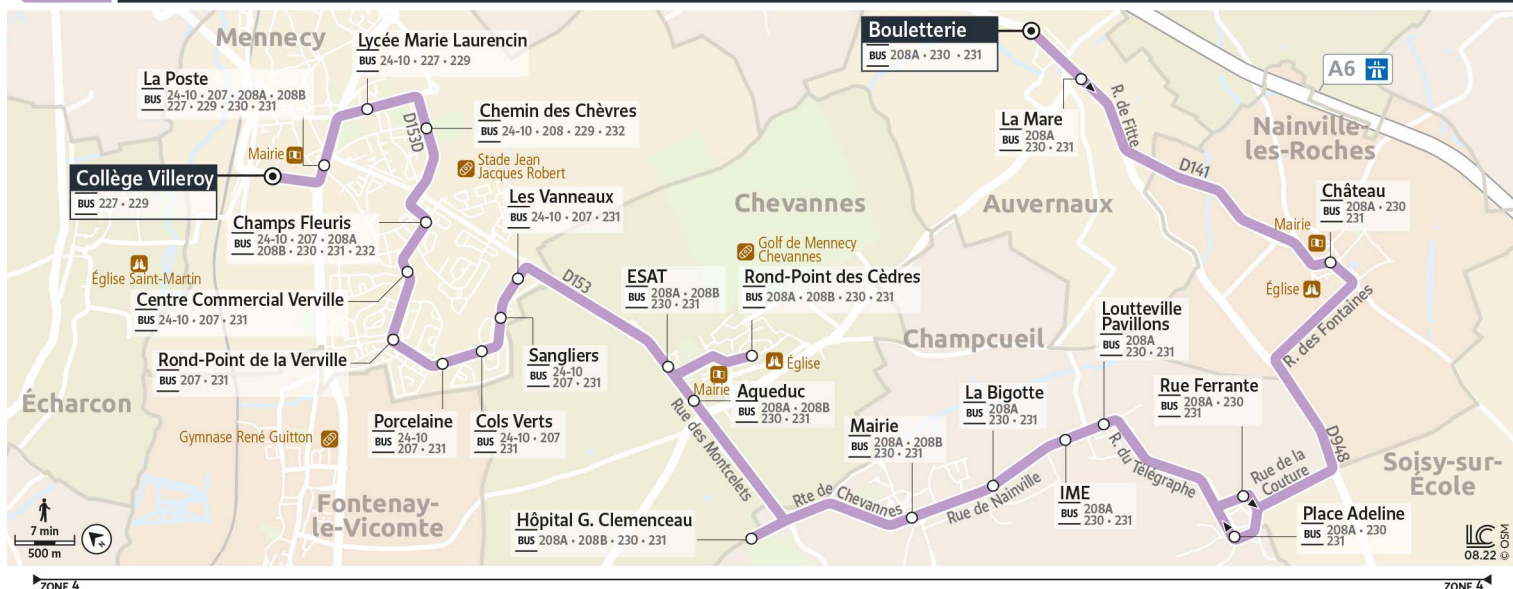 Mennecy
Lycée Marie Laurencin
BUS 24-10 • 227 • 229
La Poste
BUS 24-10 • 207 • 208A • 208B
227 • 229 • 230 • 231
Chemin des Chèvres
BUS 24-10 • 208 • 229 • 232
D153D
Mairie
Stade Jean
Jacques Robert
Collège Villeroy
BUS 227 • 229
Les Vanneaux
BUS 24-10 • 207 • 231
Champs Fleuris
BUS 24-10 • 207 • 208A
208B • 230 • 231 • 232
Église Saint-Martin
Centre Commercial Verville
BUS 24-10 • 207 • 231
Rond-Point de la Verville
BUS 207 • 231
Écharcon
Gymnase René Guitton
Porcelaine
BUS 24-10
207 • 231
Cols Verts
BUS 24-10 • 207
231
Sangliers
BUS 24-10
207 • 231
Fontenay-
le-Vicomte
D153
ESAT
BUS 208A • 208B
230 • 231
Chevannes
Golf de Mennecy
Chevannes
Rond-Point des Cèdres
BUS 208A • 208B • 230 • 231
Église
Mairie
Aqueduc
BUS 208A • 208B
230 • 231
Rue des Montcelets
Hôpital G. Clemenceau
BUS 208A • 208B • 230 • 231
Rte de Chevannes
Mairie
BUS 208A • 208B
230 • 231
Champcueil
La Bigotte
BUS 208A
230 • 231
Rue de Nainville
IME
BUS 208A
230 • 231
Loutteville
Pavillons
BUS 208A
230 • 231
R. du Télégraphe
Rue Ferrante
BUS 208A • 230
231
Rue de la
Couture
Place Adeline
BUS 208A • 230
231
D948
Soisy-sur-
École
R. des Fontaines
Château
BUS 208A • 230
231
Mairie
Église
Nainville-
les-Roches
D141
Auvernaux
R. de Fitte
La Mare
BUS 208A
230 • 231
Bouletterie
BUS 208A • 230 • 231
A6
7 min
500 m
N
LC
08.22
© OSM
ZONE 4
ZONE 4